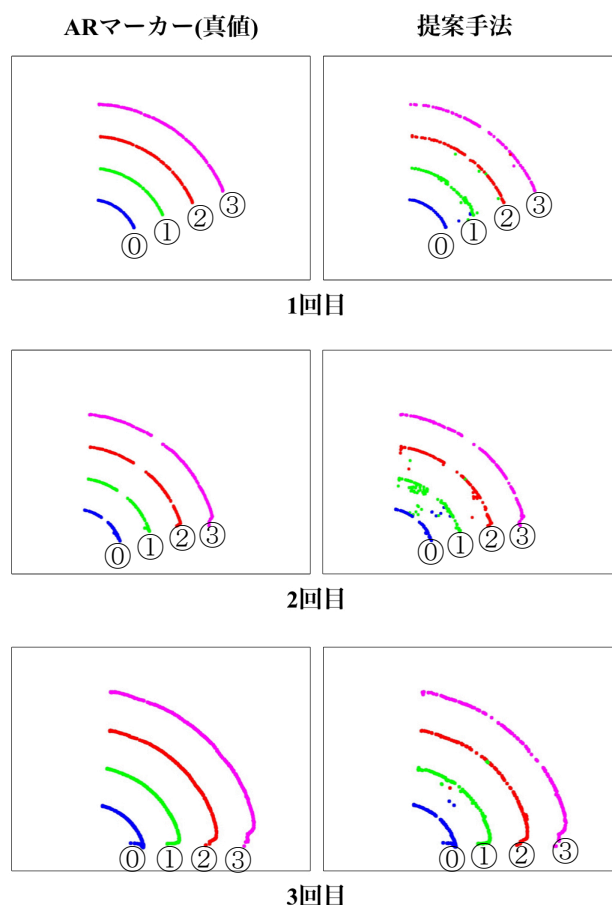 ARマーカー(真値) 提案手法
⓪ ① ② ③ ⓪ ① ② ③
1回目
⓪ ① ② ③ ⓪ ① ② ③
2回目
⓪ ① ② ③ ⓪ ① ② ③
3回目